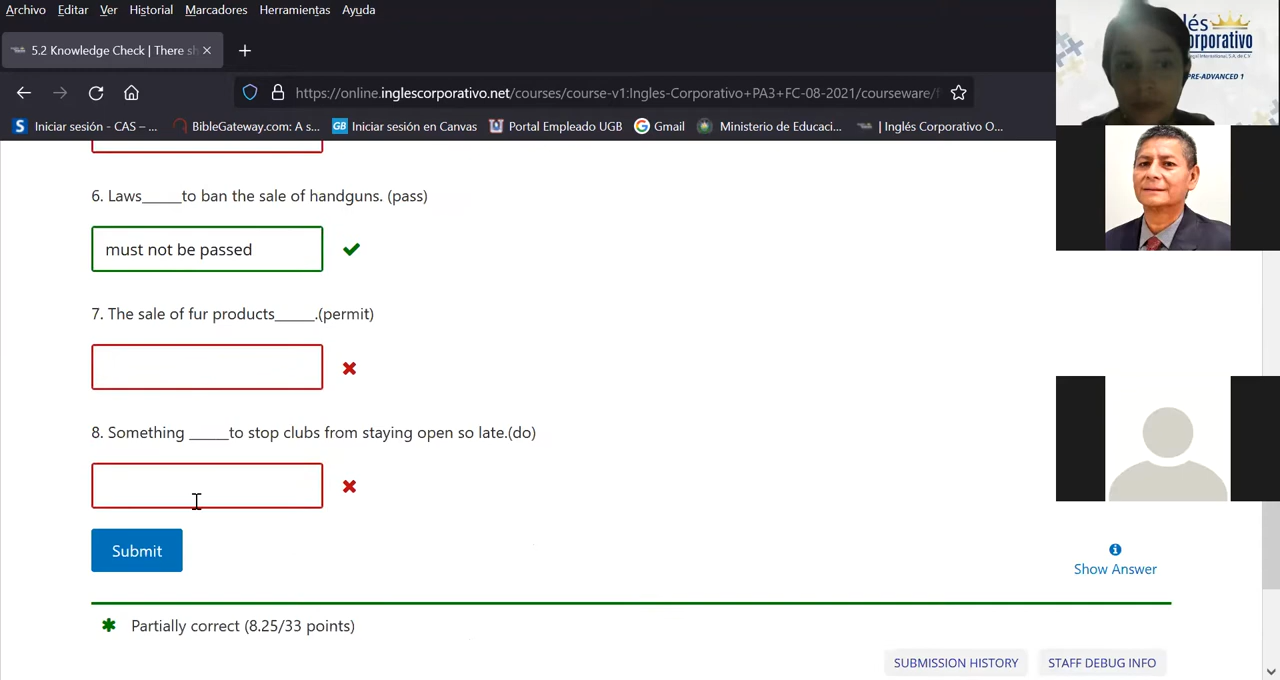 Archivo Editar Ver Historial Marcadores Herramientas Ayuda
5.2 Knowledge Check | There sh
https://online.inglescorporativo.net/courses/course-v1:Ingles-Corporativo+PA3+FC-08-2021/courseware/f
Iniciar sesión - CAS – ... BibleGateway.com: A s... GB Iniciar sesión en Canvas Portal Empleado UGB Gmail Ministerio de Educaci... | Inglés Corporativo O...
6. Laws_____to ban the sale of handguns. (pass)
must not be passed
7. The sale of fur products_____.(permit)
8. Something _____to stop clubs from staying open so late.(do)
Submit
Show Answer
Partially correct (8.25/33 points)
SUBMISSION HISTORY STAFF DEBUG INFO
lés
orporativo
PRE-ADVANCED 1